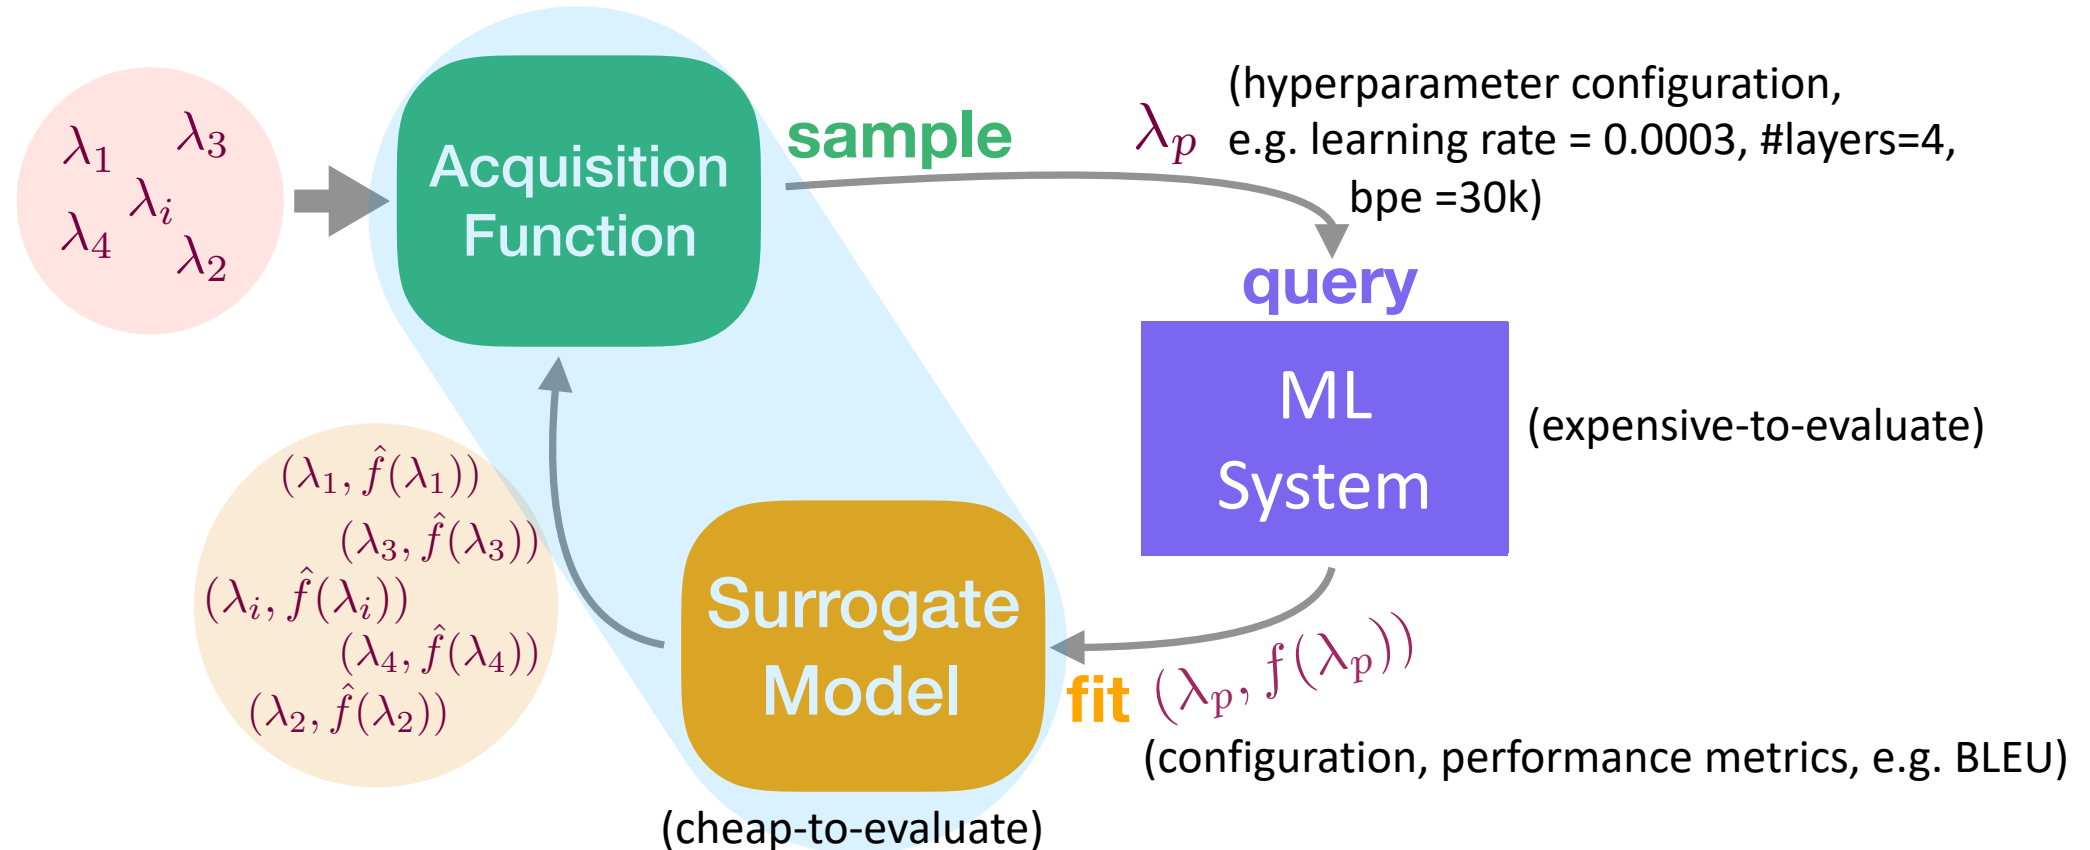 λ₁
λ₃
λᵢ
λ₄
λ₂
Acquisition
Function
sample
λₚ
(hyperparameter configuration,
e.g. learning rate = 0.0003, #layers=4,
bpe =30k)
query
ML
System
(expensive-to-evaluate)
(λ₁, f̂(λ₁))
(λ₃, f̂(λ₃))
(λᵢ, f̂(λᵢ))
(λ₄, f̂(λ₄))
(λ₂, f̂(λ₂))
Surrogate
Model
fit (λₚ, f(λₚ))
(configuration, performance metrics, e.g. BLEU)
(cheap-to-evaluate)